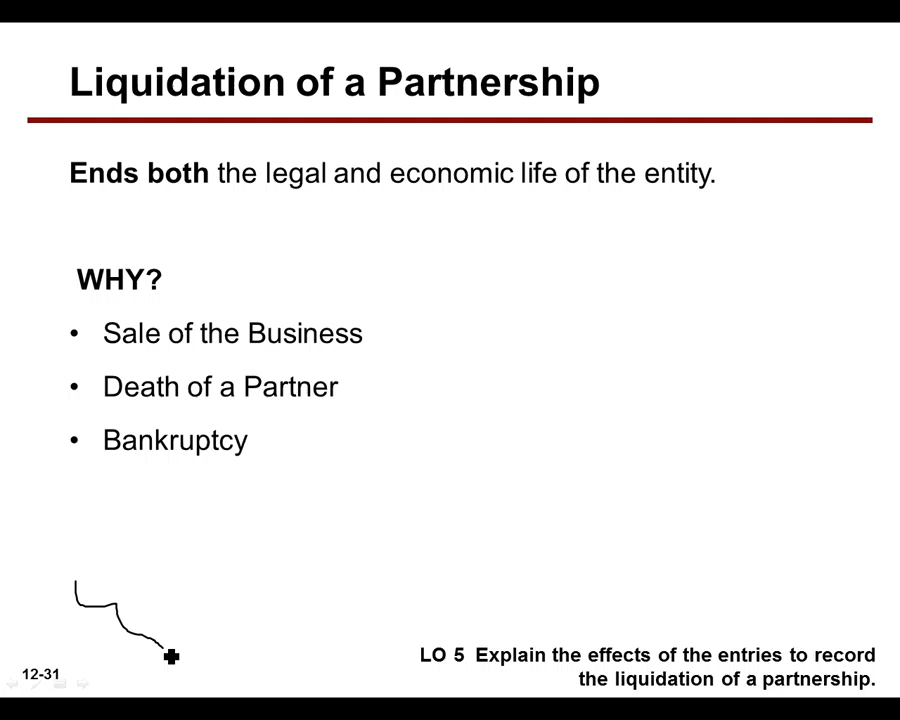 Liquidation of a Partnership
Ends both the legal and economic life of the entity.
WHY?
• Sale of the Business
• Death of a Partner
• Bankruptcy
12-31
LO 5 Explain the effects of the entries to record
the liquidation of a partnership.